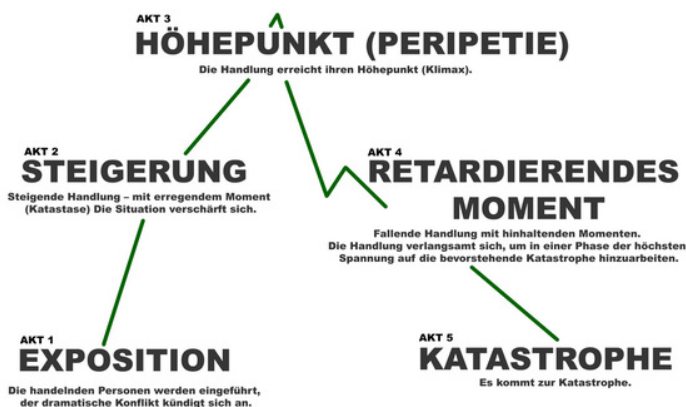 AKT 3
HÖHEPUNKT (PERIPETIE)
Die Handlung erreicht ihren Höhepunkt (Klimax).
AKT 2
STEIGERUNG
Steigende Handlung – mit erregendem Moment
(Katastase) Die Situation verschärft sich.
AKT 4
RETARDIERENDES
MOMENT
Fallende Handlung mit hinhaltenden Momenten.
Die Handlung verlangsamt sich, um in einer Phase der höchsten
Spannung auf die bevorstehende Katastrophe hinzuarbeiten.
AKT 1
EXPOSITION
Die handelnden Personen werden eingeführt,
der dramatische Konflikt kündigt sich an.
AKT 5
KATASTROPHE
Es kommt zur Katastrophe.